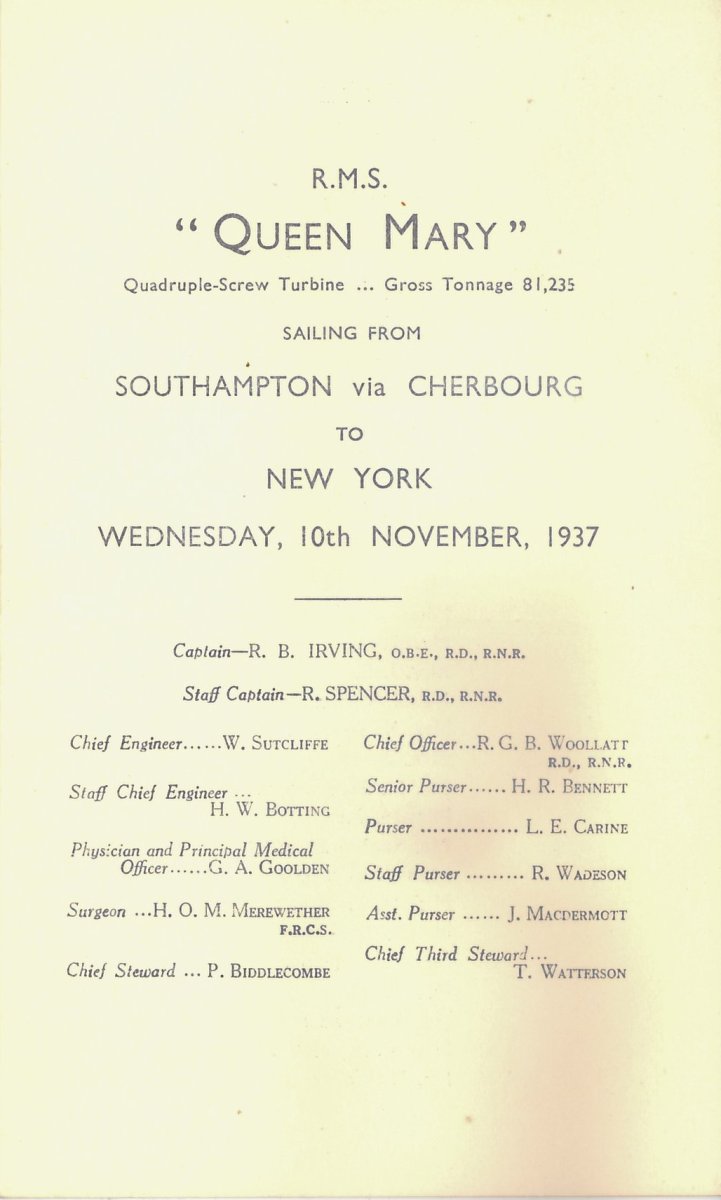 R.M.S.
“QUEEN MARY”
Quadruple-Screw Turbine ... Gross Tonnage 81,235
SAILING FROM
SOUTHAMPTON via CHERBOURG
TO
NEW YORK
WEDNESDAY, 10th NOVEMBER, 1937
Captain—R. B. IRVING, O.B.E., R.D., R.N.R.
Staff Captain—R. SPENCER, R.D., R.N.R.
Chief Engineer......W. SUTCLIFFE
Staff Chief Engineer ...
H. W. BOTTING
Physician and Principal Medical
Officer......G. A. GOOLDEN
Surgeon ...H. O. M. MEREWETHER
F.R.C.S.
Chief Steward ... P. BIDDLECOMBE
Chief Officer...R. G. B. WOOLLATT
R.D., R.N.R.
Senior Purser...... H. R. BENNETT
Purser ............... L. E. CARINE
Staff Purser ......... R. WADESON
Asst. Purser ...... J. MACDERMOTT
Chief Third Steward...
T. WATTERSON